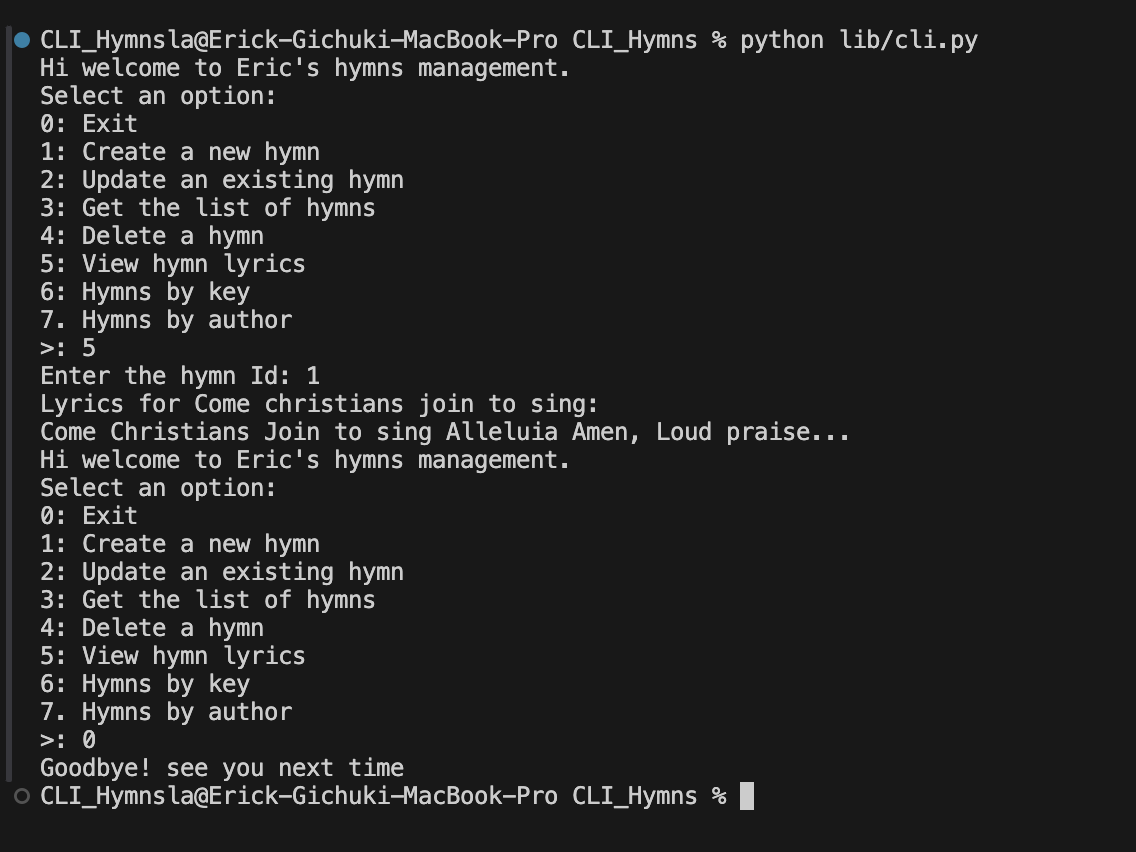 CLI_Hymnsla@Erick-Gichuki-MacBook-Pro CLI_Hymns % python lib/cli.py
Hi welcome to Eric's hymns management.
Select an option:
0: Exit
1: Create a new hymn
2: Update an existing hymn
3: Get the list of hymns
4: Delete a hymn
5: View hymn lyrics
6: Hymns by key
7. Hymns by author
>: 5
Enter the hymn Id: 1
Lyrics for Come christians join to sing:
Come Christians Join to sing Alleluia Amen, Loud praise...
Hi welcome to Eric's hymns management.
Select an option:
0: Exit
1: Create a new hymn
2: Update an existing hymn
3: Get the list of hymns
4: Delete a hymn
5: View hymn lyrics
6: Hymns by key
7. Hymns by author
>: 0
Goodbye! see you next time
CLI_Hymnsla@Erick-Gichuki-MacBook-Pro CLI_Hymns %